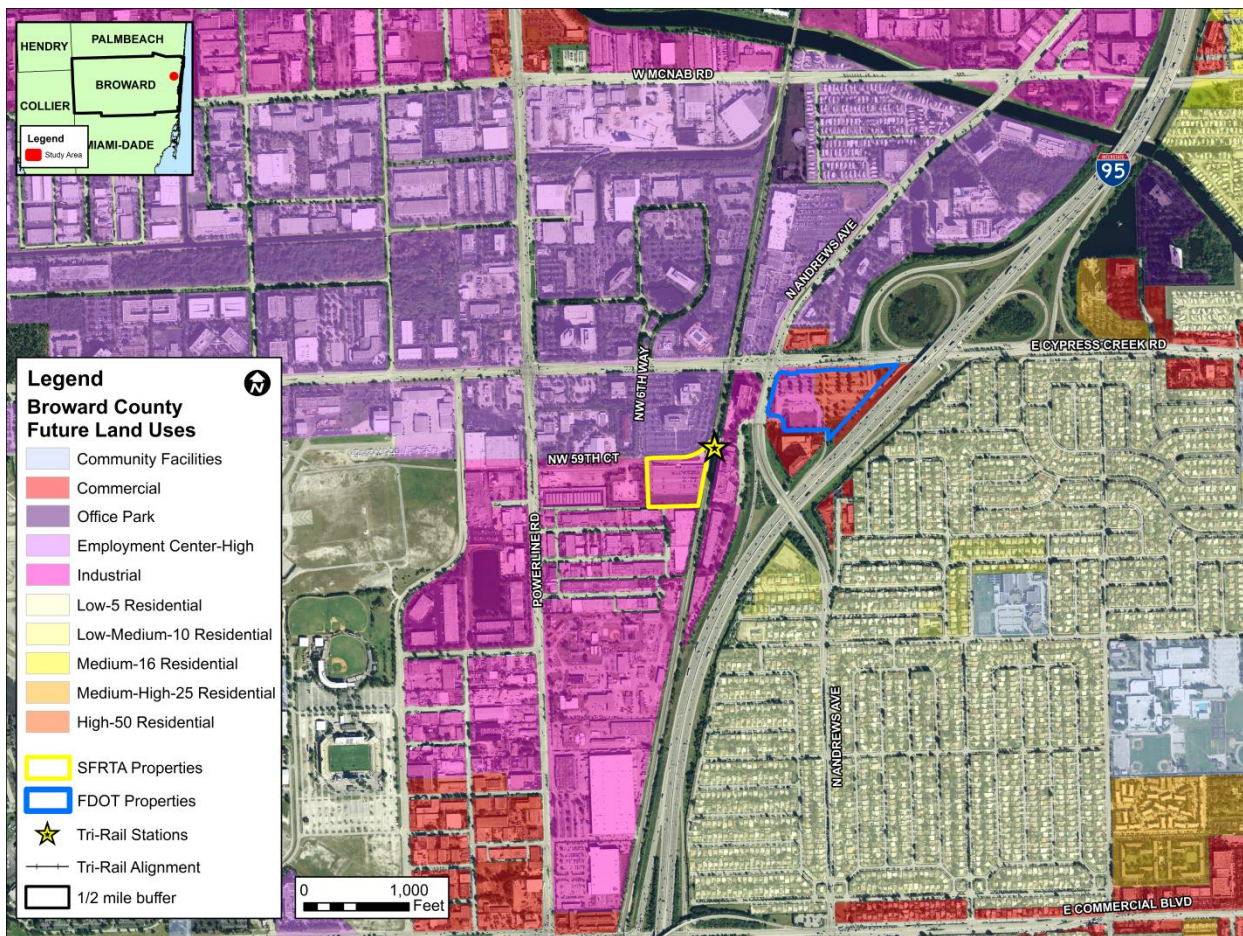 HENDRY
PALMBEACH
BROWARD
COLLIER
MIAMI-DADE
Legend
Study Area
W MCNAB RD
INTERSTATE
95
N ANDREWS AVE
E CYPRESS CREEK RD
NW 6TH WAY
NW 59TH CT
POWERLINE RD
N ANDREWS AVE
E COMMERCIAL BLVD
Legend
N
Broward County
Future Land Uses
Community Facilities
Commercial
Office Park
Employment Center-High
Industrial
Low-5 Residential
Low-Medium-10 Residential
Medium-16 Residential
Medium-High-25 Residential
High-50 Residential
SFRTA Properties
FDOT Properties
Tri-Rail Stations
Tri-Rail Alignment
1/2 mile buffer
0 1,000
Feet